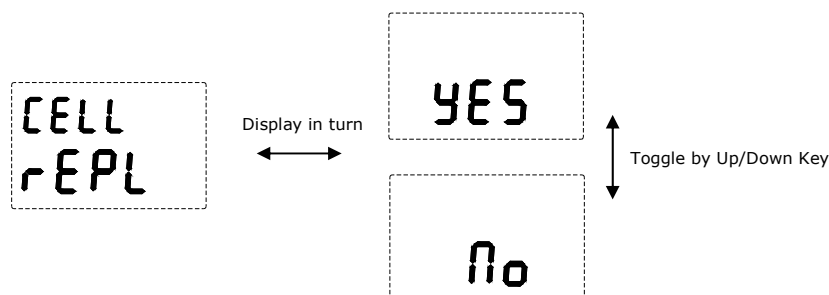 CELL
rEPL
Display in turn
YES
Toggle by Up/Down Key
No